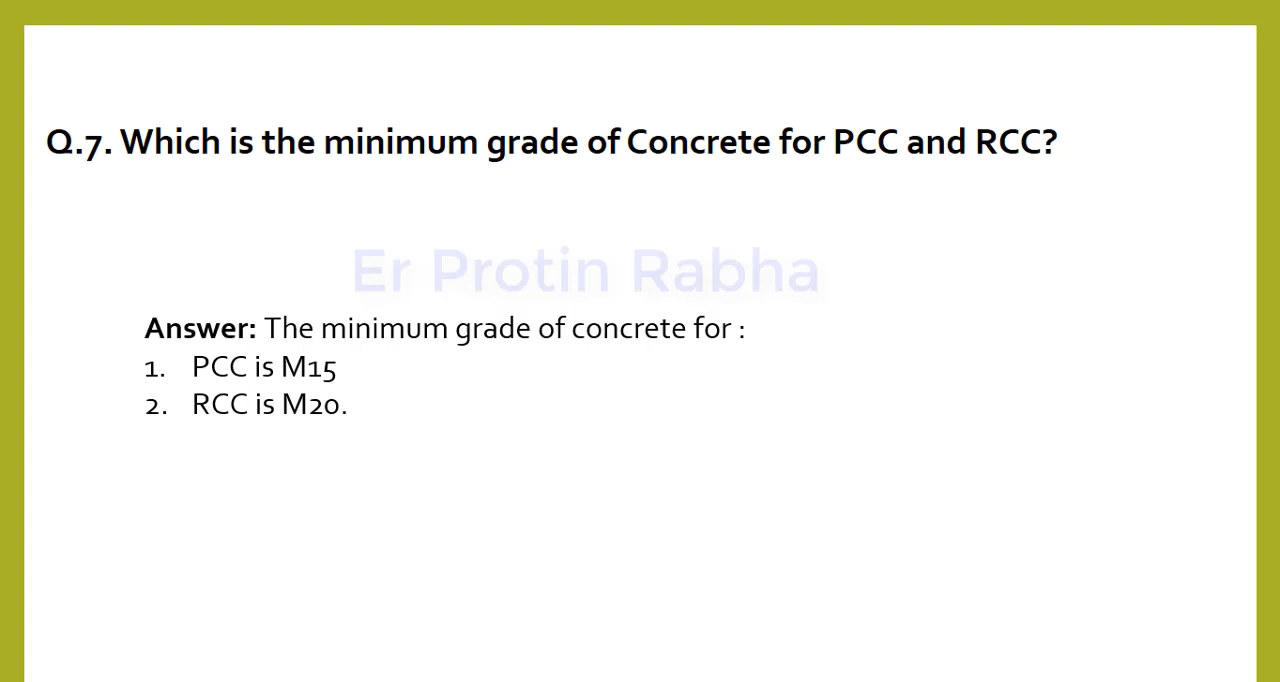 Q.7. Which is the minimum grade of Concrete for PCC and RCC?
Er Protin Rabha
Answer: The minimum grade of concrete for :
1. PCC is M15
2. RCC is M20.